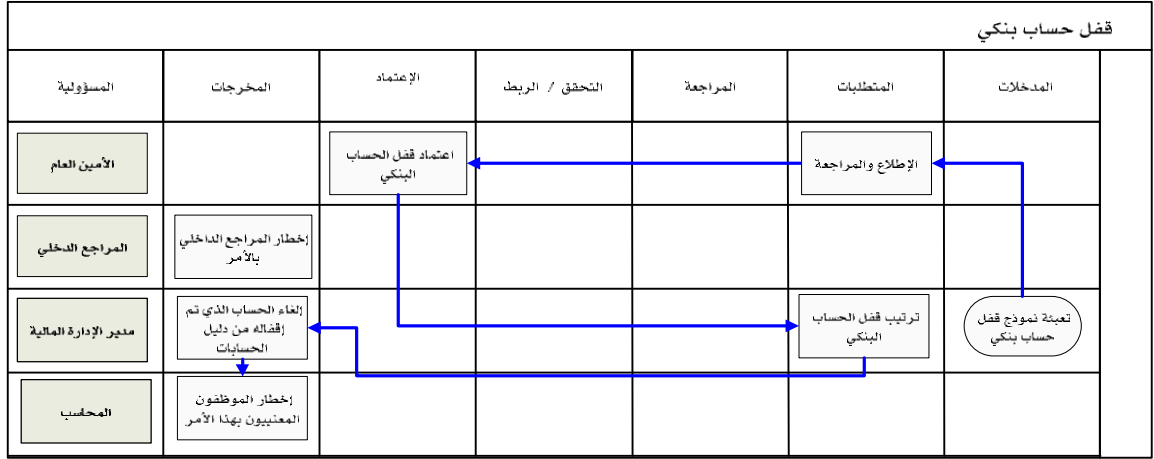 قفل حساب بنكي
المدخلات
المتطلبات
المراجعة
التحقق / الربط
الإعتماد
المخرجات
المسؤولية
الإطلاع والمراجعة
اعتماد قفل الحساب
البنكي
الأمين العام
إخطار المراجع الداخلي
بالأمر
المراجع الدخلي
تعبئة نموذج قفل
حساب بنكي
ترتيب قفل الحساب
البنكي
إلغاء الحساب الذي تم
إقفاله من دليل
الحسابات
مدير الإدارة المالية
إخطار الموظفون
المعنييون بهذا الأمر
المحاسب